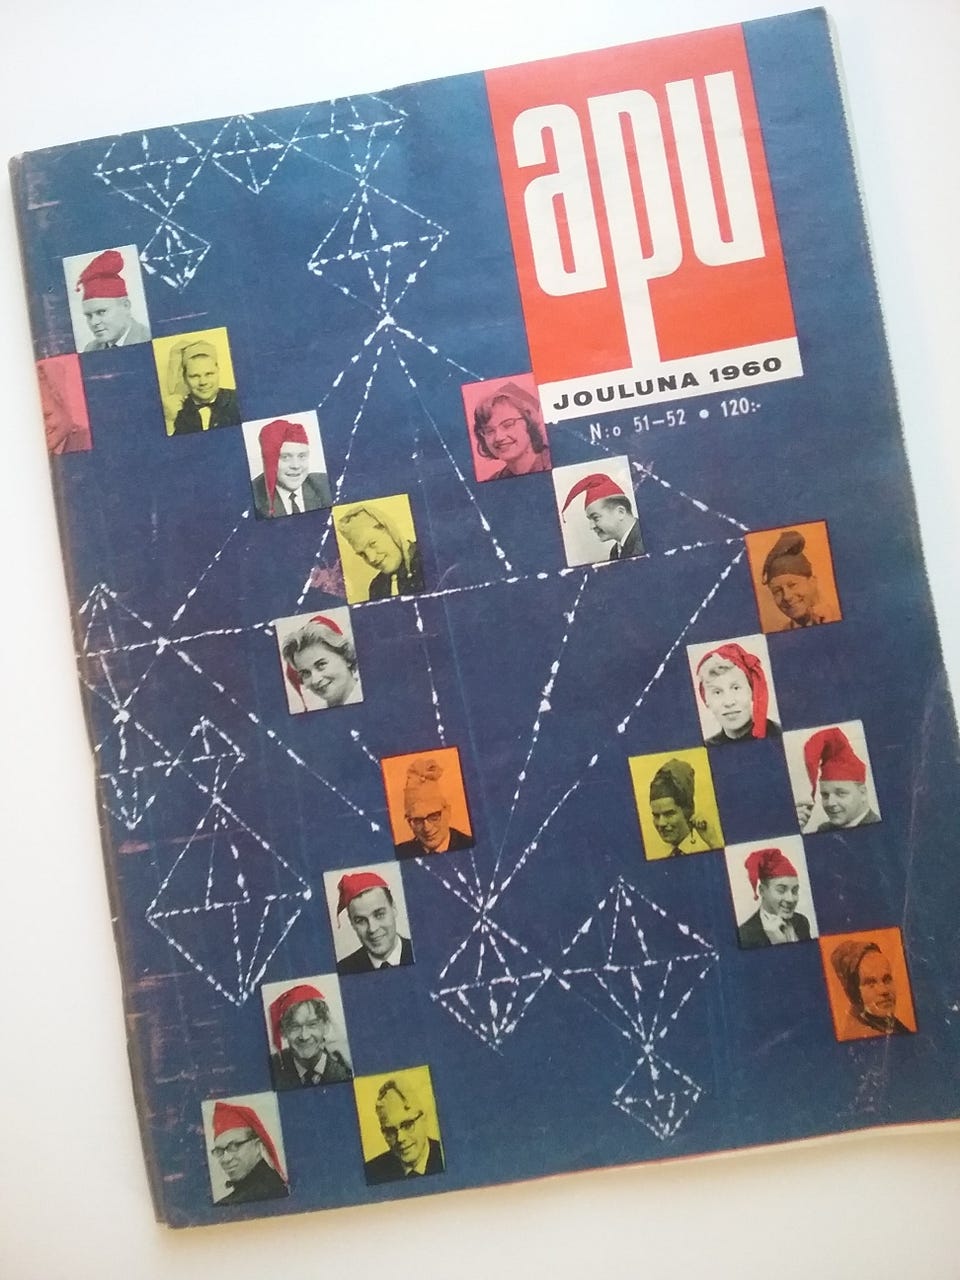 apu
JOULUNA 1960
N:o 51—52 • 120:-